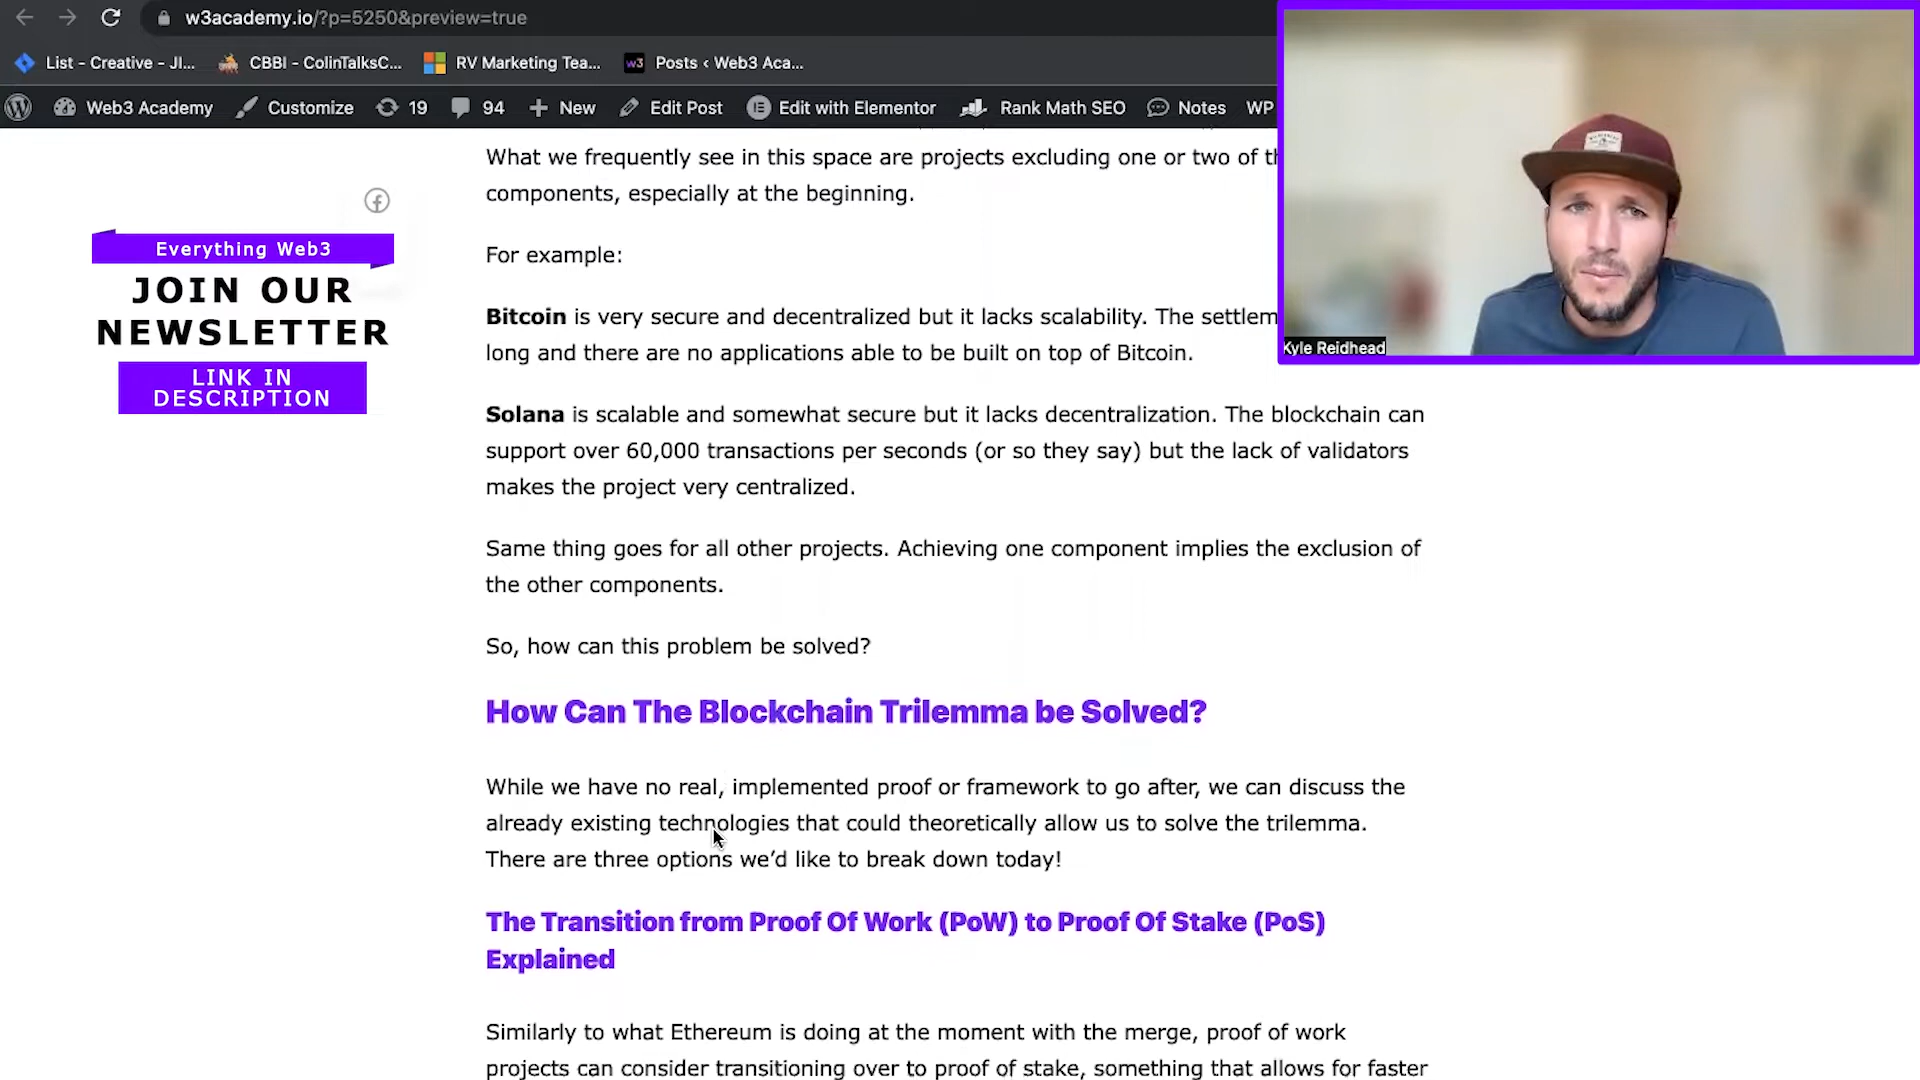 w3academy.io/?p=5250&preview=true
List - Creative - JI...
CBBI - ColinTalksC...
RV Marketing Tea...
w3
Posts ‹ Web3 Aca...
Web3 Academy
Customize
19
94
New
Edit Post
Edit with Elementor
Rank Math SEO
Notes
WP
What we frequently see in this space are projects excluding one or two of
components, especially at the beginning.
For example:
Bitcoin is very secure and decentralized but it lacks scalability. The settlem
long and there are no applications able to be built on top of Bitcoin.
Solana is scalable and somewhat secure but it lacks decentralization. The blockchain can
support over 60,000 transactions per seconds (or so they say) but the lack of validators
makes the project very centralized.
Same thing goes for all other projects. Achieving one component implies the exclusion of
the other components.
So, how can this problem be solved?
How Can The Blockchain Trilemma be Solved?
While we have no real, implemented proof or framework to go after, we can discuss the
already existing technologies that could theoretically allow us to solve the trilemma.
There are three options we’d like to break down today!
The Transition from Proof Of Work (PoW) to Proof Of Stake (PoS)
Explained
Similarly to what Ethereum is doing at the moment with the merge, proof of work
projects can consider transitioning over to proof of stake, something that allows for faster
Everything Web3
JOIN OUR
NEWSLETTER
LINK IN
DESCRIPTION
Kyle Reidhead